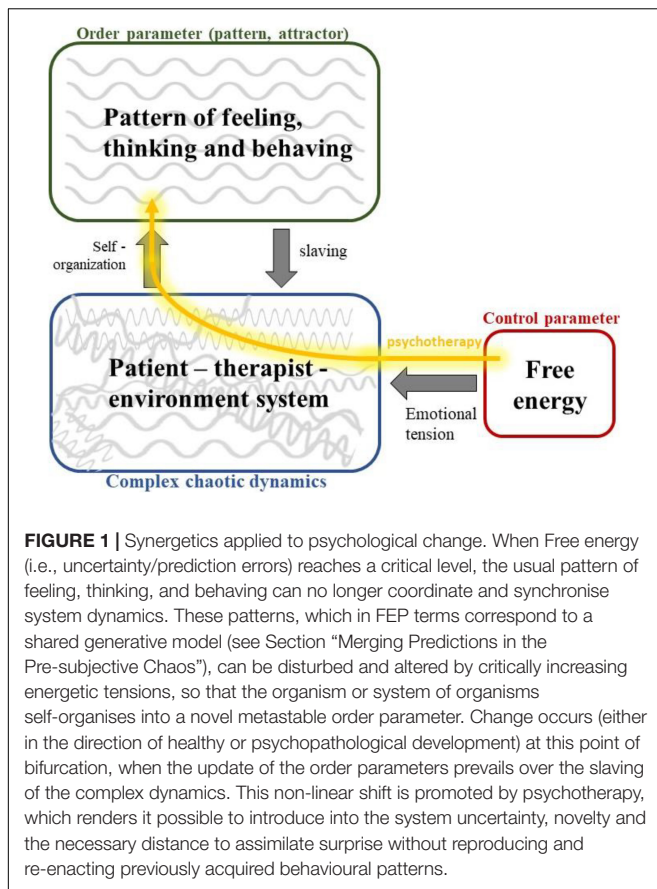 Order parameter (pattern, attractor)
Pattern of feeling,
thinking and behaving
Self -
organization
slaving
psychotherapy
Control parameter
Patient – therapist -
environment system
Free
energy
Emotional
tension
Complex chaotic dynamics
FIGURE 1 | Synergetics applied to psychological change. When Free energy
(i.e., uncertainty/prediction errors) reaches a critical level, the usual pattern of
feeling, thinking, and behaving can no longer coordinate and synchronise
system dynamics. These patterns, which in FEP terms correspond to a
shared generative model (see Section “Merging Predictions in the
Pre-subjective Chaos”), can be disturbed and altered by critically increasing
energetic tensions, so that the organism or system of organisms
self-organises into a novel metastable order parameter. Change occurs (either
in the direction of healthy or psychopathological development) at this point of
bifurcation, when the update of the order parameters prevails over the slaving
of the complex dynamics. This non-linear shift is promoted by psychotherapy,
which renders it possible to introduce into the system uncertainty, novelty and
the necessary distance to assimilate surprise without reproducing and
re-enacting previously acquired behavioural patterns.